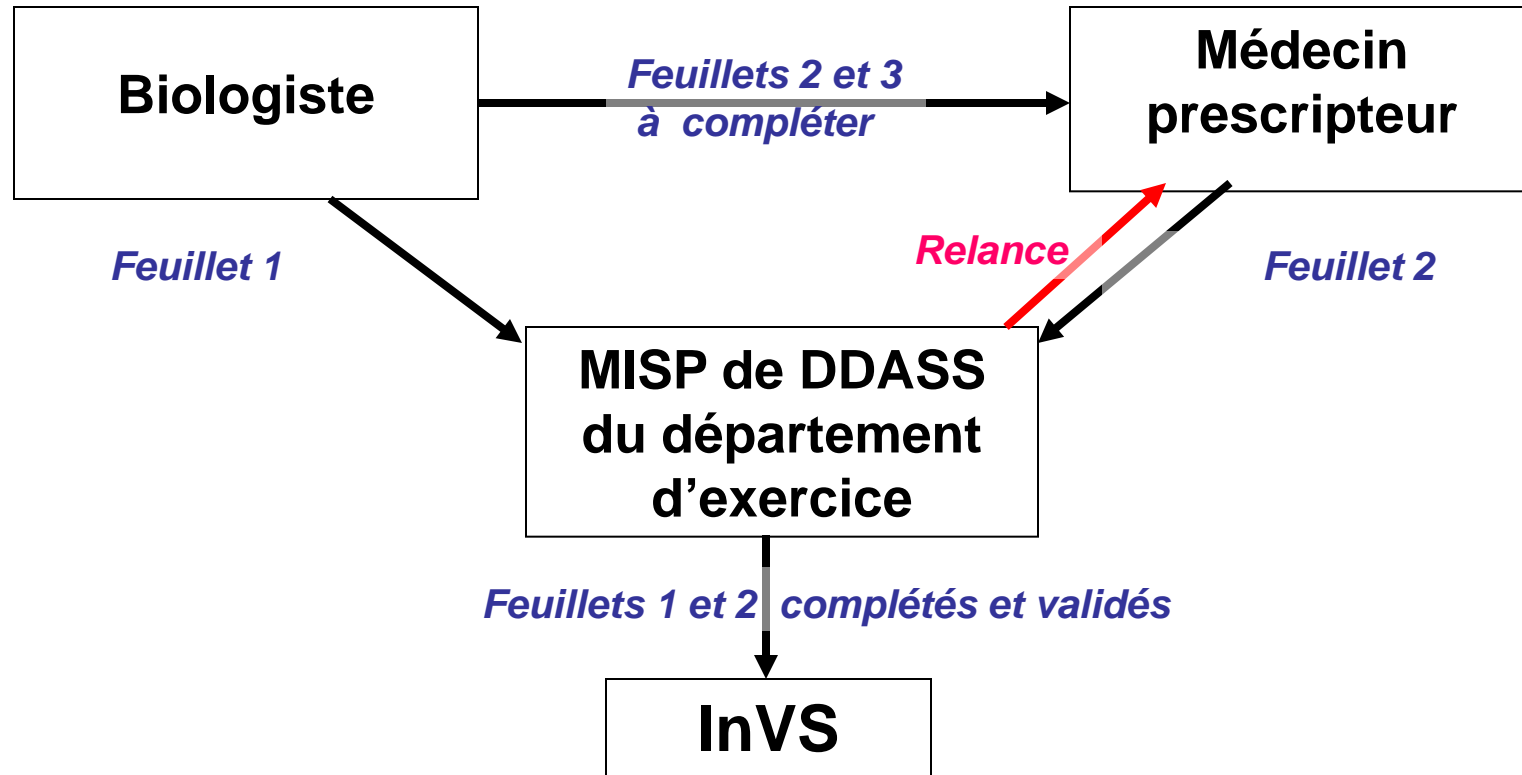 Biologiste
Feuillets 2 et 3
à compléter
Médecin
prescripteur
Feuillet 1
Relance
Feuillet 2
MISP de DDASS
du département
d’exercice
Feuillets 1 et 2 complétés et validés
InVS